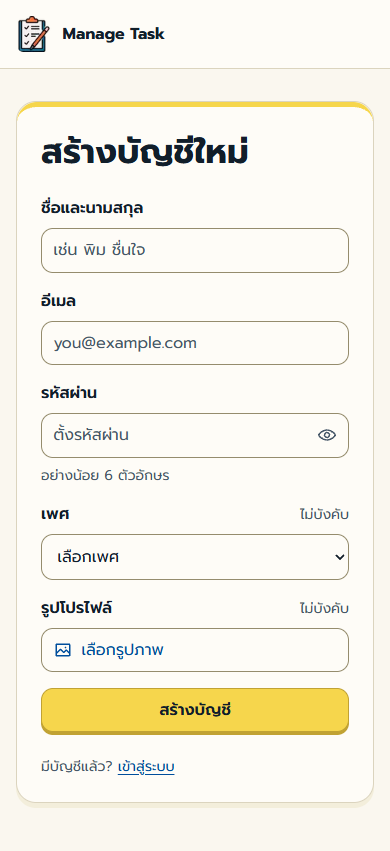 Manage Task
สร้างบัญชีใหม่
ชื่อและนามสกุล
เช่น พิม ชื่นใจ
อีเมล
you@example.com
รหัสผ่าน
ตั้งรหัสผ่าน
อย่างน้อย 6 ตัวอักษร
เพศ ไม่บังคับ
เลือกเพศ
รูปโปรไฟล์ ไม่บังคับ
เลือกรูปภาพ
สร้างบัญชี
มีบัญชีแล้ว? เข้าสู่ระบบ